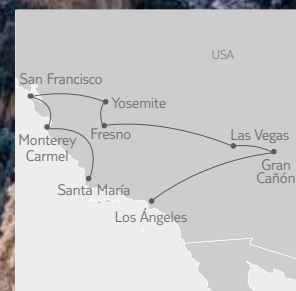 USA
San Francisco
Yosemite
Fresno
Monterey
Carmel
Las Vegas
Gran
Cañón
Santa María
Los Ángeles